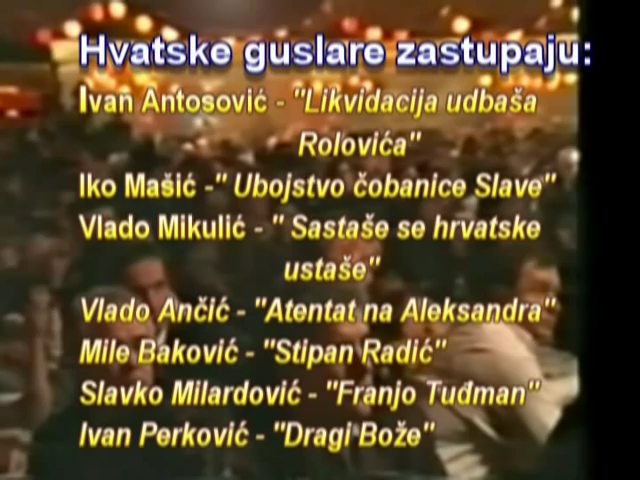 Hvatske guslare zastupaju:
Ivan Antosović - "Likvidacija udbaša
Rolovića"
Iko Mašić -" Ubojstvo čobanice Slave"
Vlado Mikulić - " Sastaše se hrvatske
ustaše"
Vlado Ančić - "Atentat na Aleksandra"
Mile Baković - "Stipan Radić"
Slavko Milardović - "Franjo Tuđman"
Ivan Perković - "Dragi Bože"